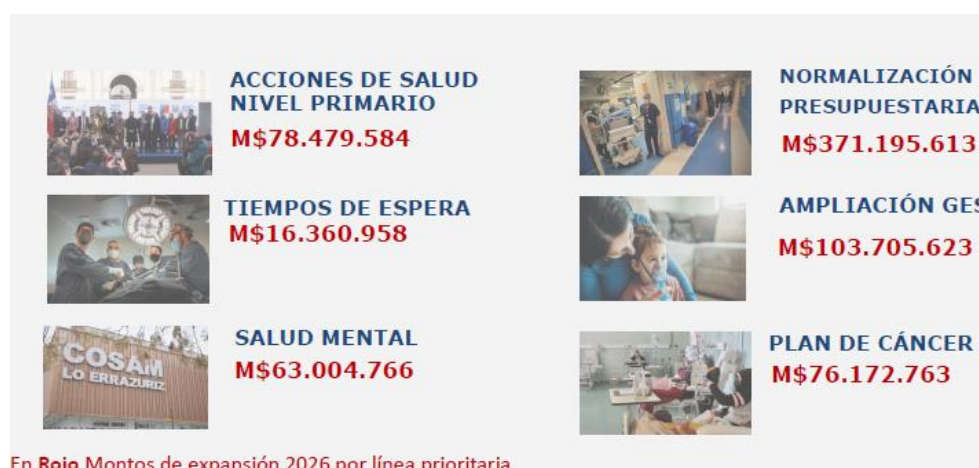 ACCIONES DE SALUD
NIVEL PRIMARIO
M$78.479.584
NORMALIZACIÓN
PRESUPUESTARIA
M$371.195.613
TIEMPOS DE ESPERA
M$16.360.958
AMPLIACIÓN GES
M$103.705.623
COSAM
LO ERRAZURIZ
SALUD MENTAL
M$63.004.766
PLAN DE CÁNCER
M$76.172.763
En Rojo Montos de expansión 2026 por línea prioritaria